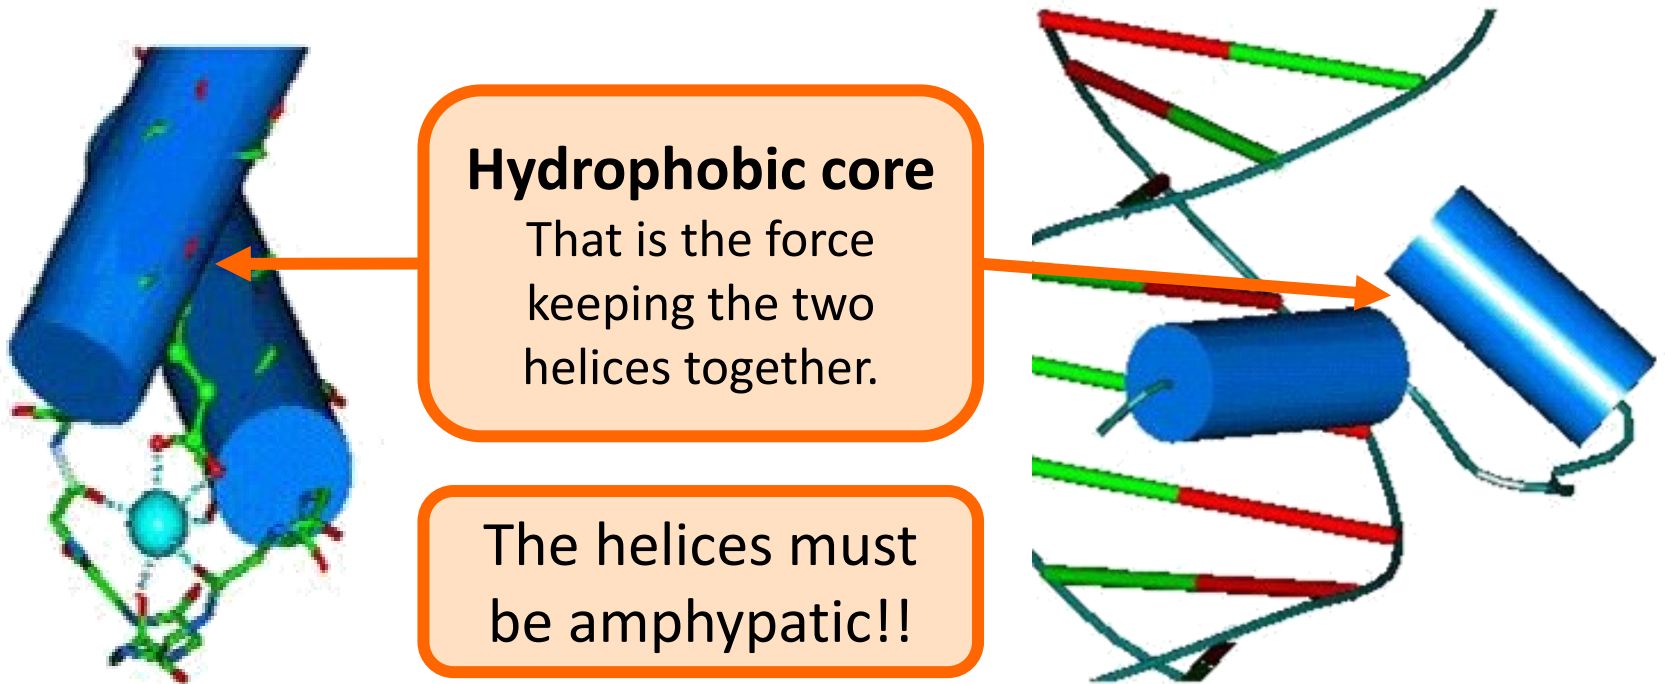 Hydrophobic core
That is the force
keeping the two
helices together.
The helices must
be amphypatic!!